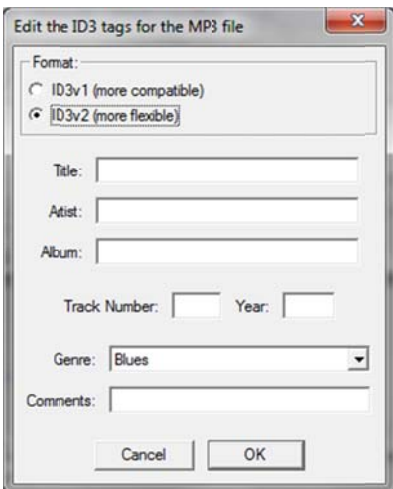 Edit the ID3 tags for the MP3 file
Format:
ID3v1 (more compatible)
ID3v2 (more flexible)
Title:
Artist:
Album:
Track Number: Year:
Genre: Blues
Comments:
Cancel OK